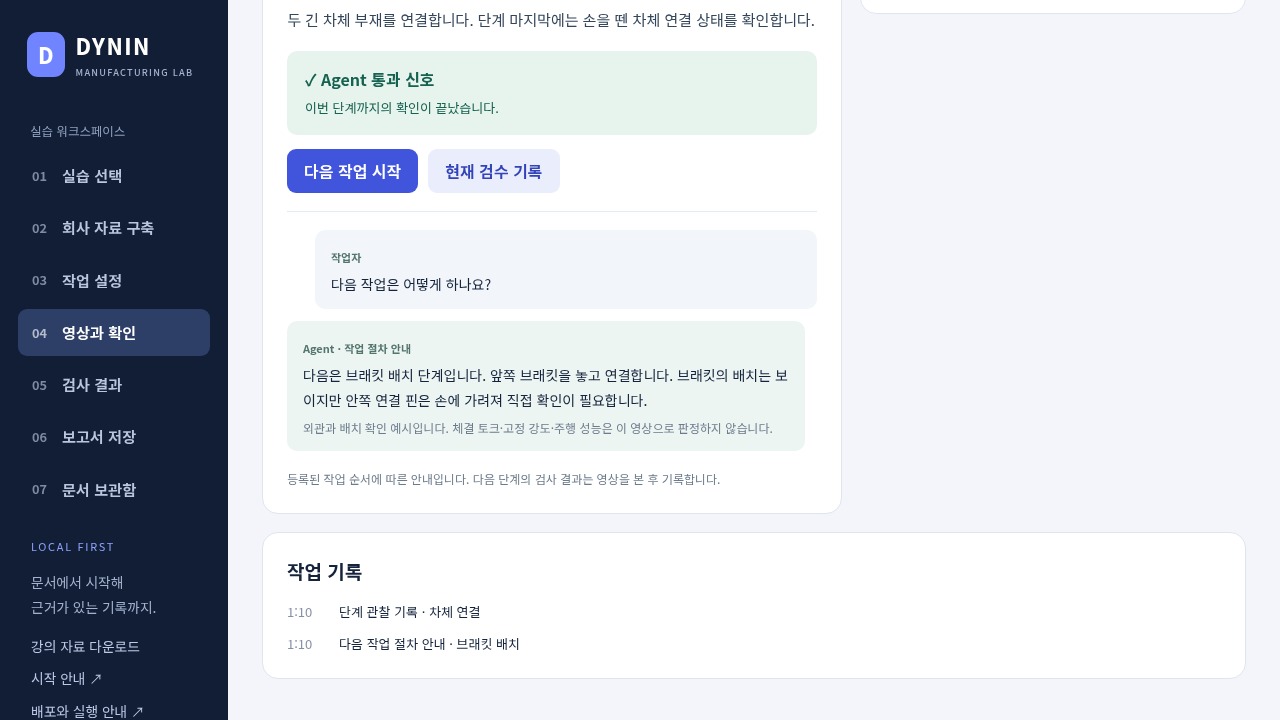 D
DYNIN
MANUFACTURING LAB
실습 워크스페이스
01 실습 선택
02 회사 자료 구축
03 작업 설정
04 영상과 확인
05 검사 결과
06 보고서 저장
07 문서 보관함
LOCAL FIRST
문서에서 시작해
근거가 있는 기록까지.
강의 자료 다운로드
시작 안내 ↗
배포와 실행 안내 ↗
두 긴 차체 부재를 연결합니다. 단계 마지막에는 손을 뗀 차체 연결 상태를 확인합니다.
✓ Agent 통과 신호
이번 단계까지의 확인이 끝났습니다.
다음 작업 시작
현재 검수 기록
작업자
다음 작업은 어떻게 하나요?
Agent · 작업 절차 안내
다음은 브래킷 배치 단계입니다. 앞쪽 브래킷을 놓고 연결합니다. 브래킷의 배치는 보
이지만 안쪽 연결 핀은 손에 가려져 직접 확인이 필요합니다.
외관과 배치 확인 예시입니다. 체결 토크·고정 강도·주행 성능은 이 영상으로 판정하지 않습니다.
등록된 작업 순서에 따른 안내입니다. 다음 단계의 검사 결과는 영상을 본 후 기록합니다.
작업 기록
1:10 단계 관찰 기록 · 차체 연결
1:10 다음 작업 절차 안내 · 브래킷 배치